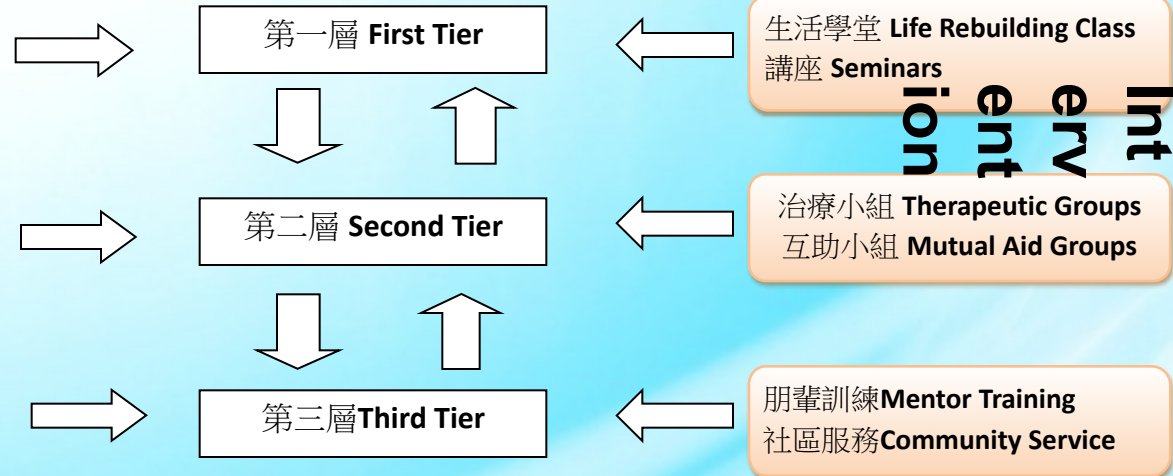 第一層 First Tier
生活學堂 Life Rebuilding Class
講座 Seminars
Int
erv
ent
ion
第二層 Second Tier
治療小組 Therapeutic Groups
互助小組 Mutual Aid Groups
第三層Third Tier
朋輩訓練Mentor Training
社區服務Community Service